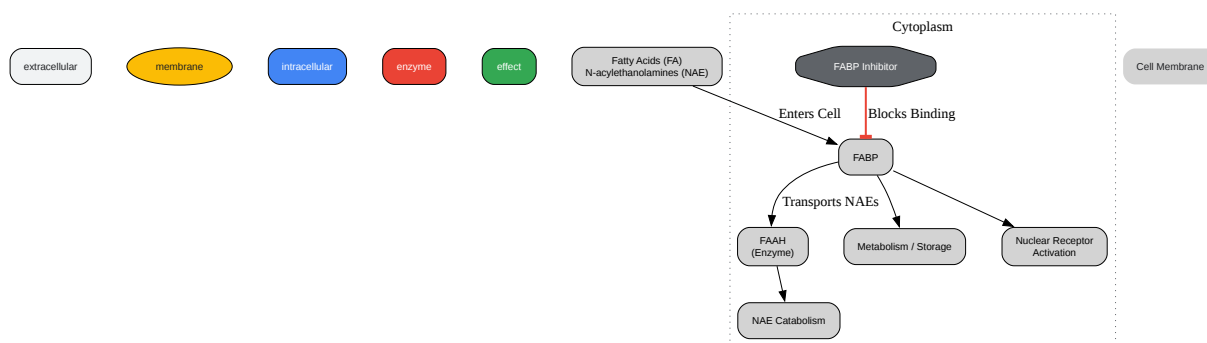 Cytoplasm
extracellular
membrane
intracellular
enzyme
effect
Fatty Acids (FA)
N-acylethanolamines (NAE)
FABP Inhibitor
Cell Membrane
Enters Cell
Blocks Binding
FABP
Transports NAEs
FAAH
(Enzyme)
Metabolism / Storage
Nuclear Receptor
Activation
NAE Catabolism